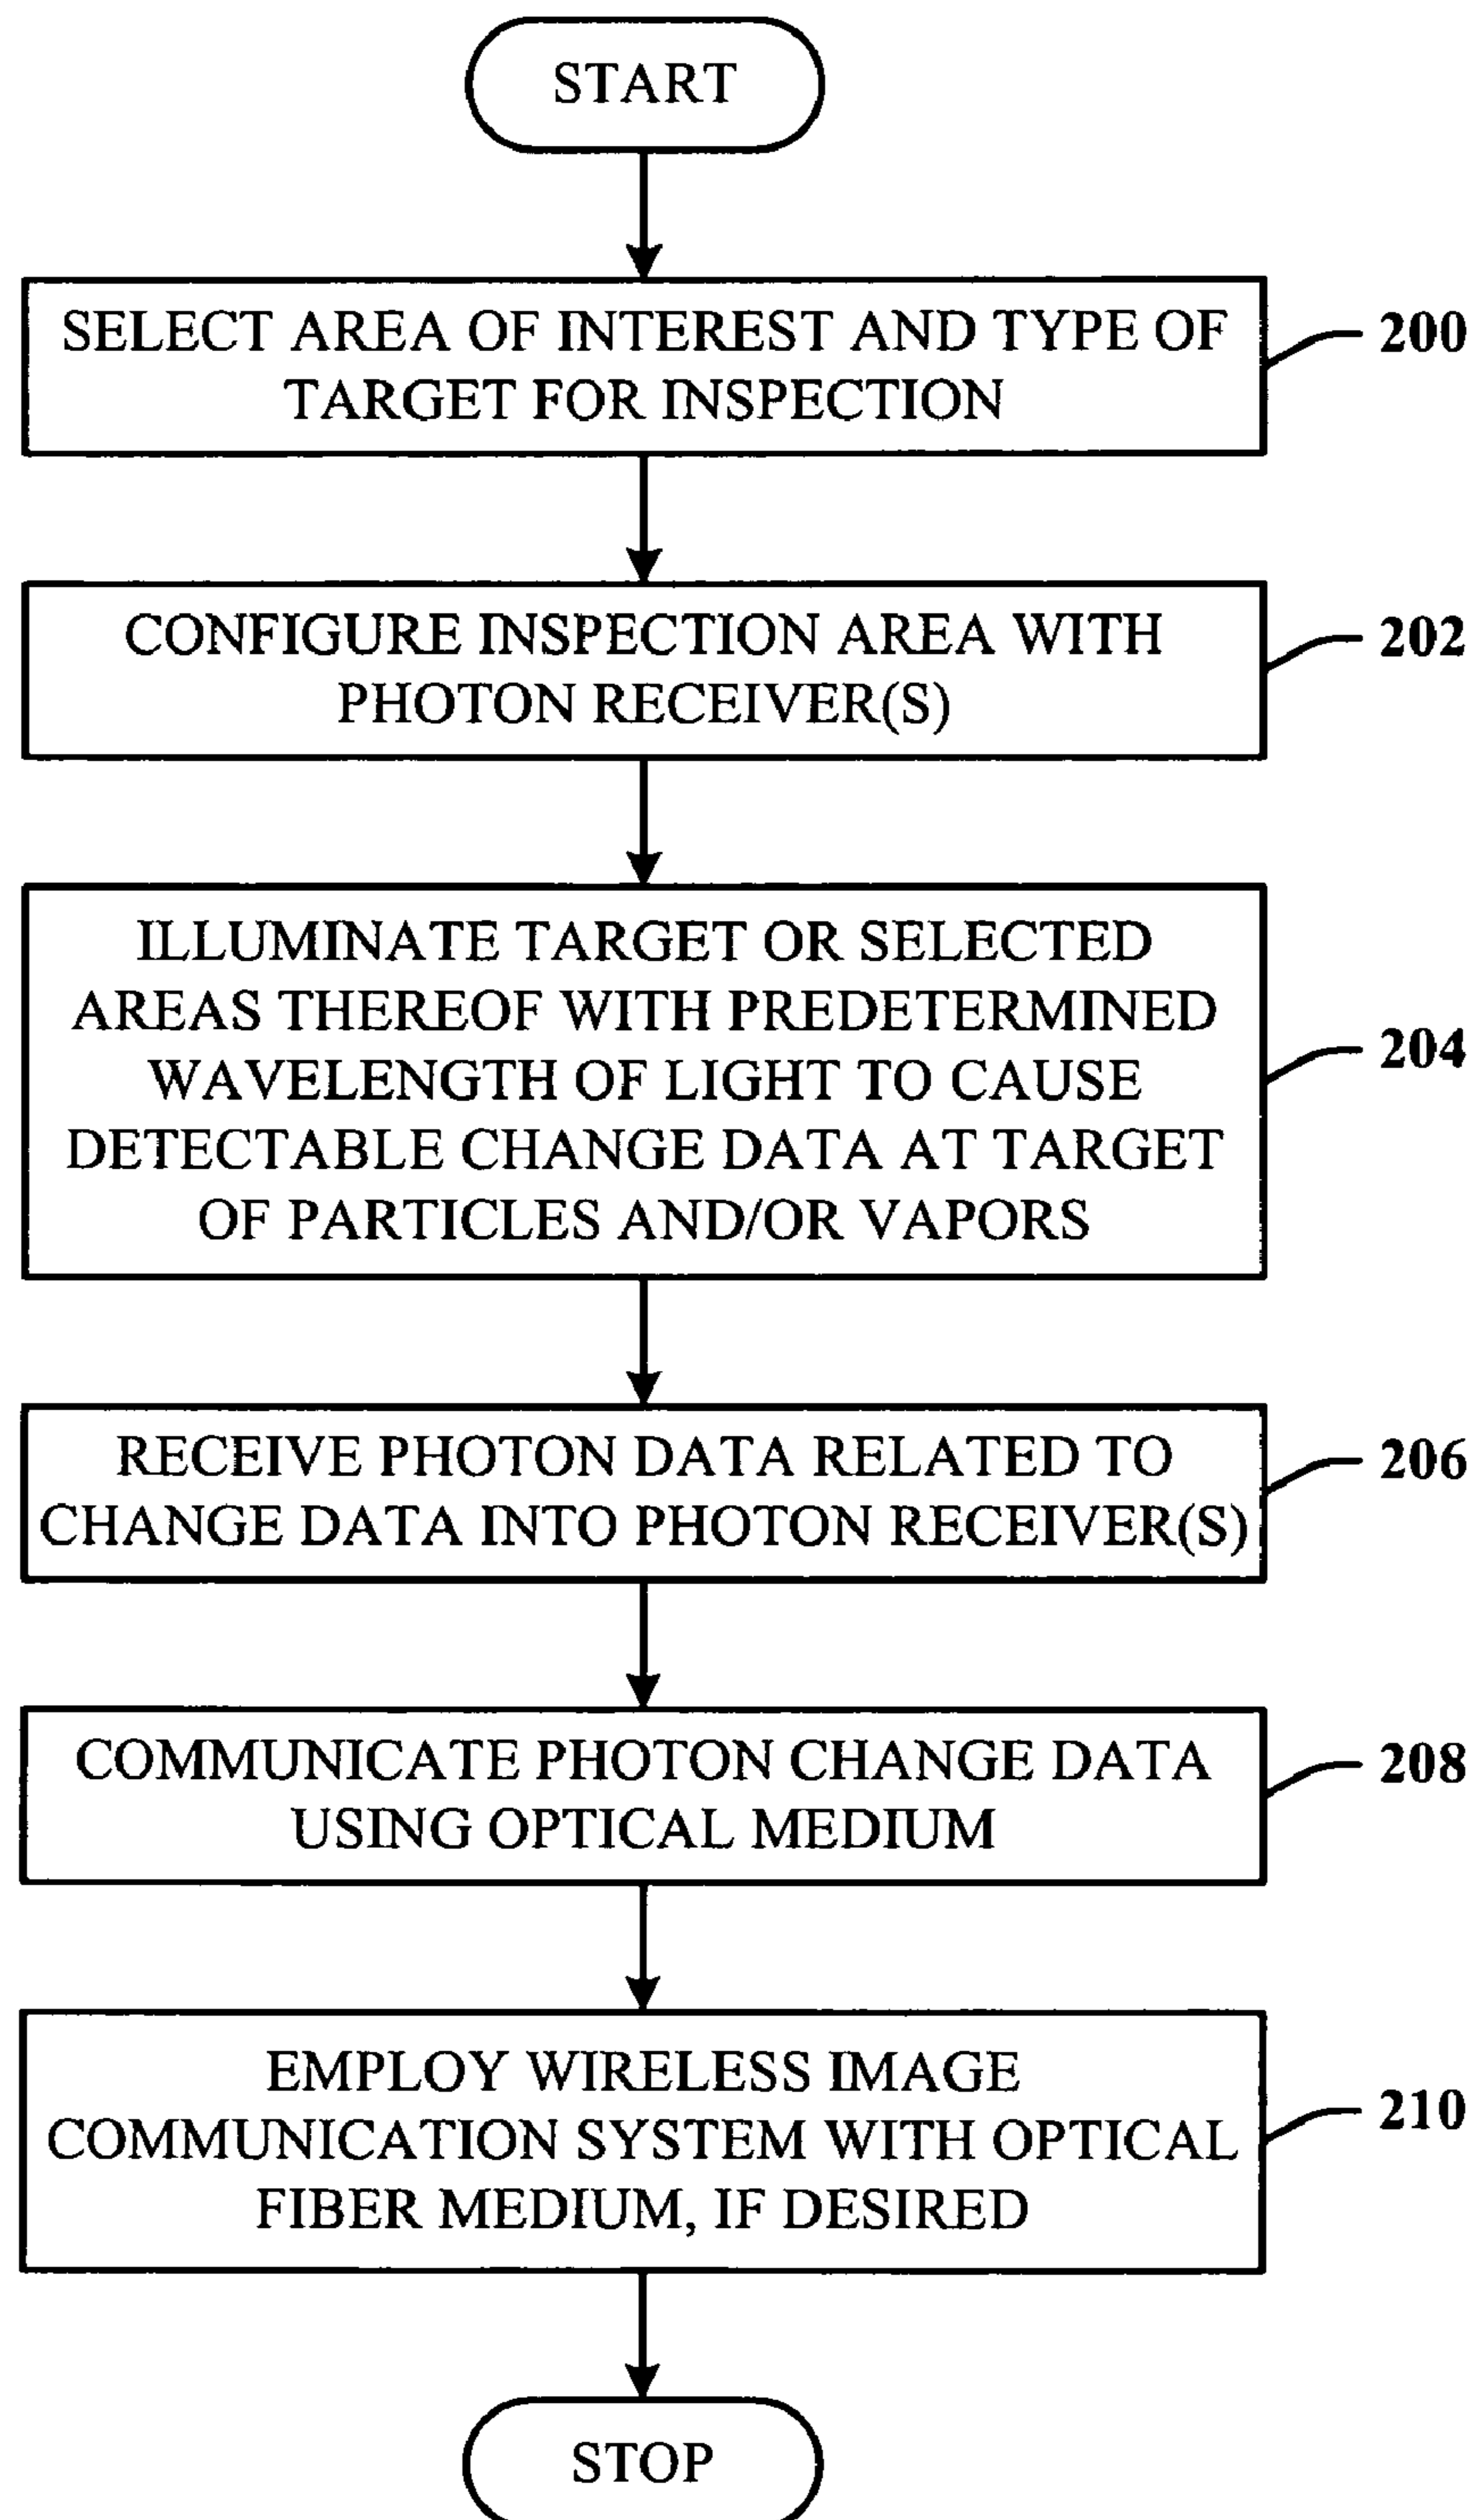 START
SELECT AREA OF INTEREST AND TYPE OF
TARGET FOR INSPECTION
200
CONFIGURE INSPECTION AREA WITH
PHOTON RECEIVER(S)
202
ILLUMINATE TARGET OR SELECTED
AREAS THEREOF WITH PREDETERMINED
WAVELENGTH OF LIGHT TO CAUSE
DETECTABLE CHANGE DATA AT TARGET
OF PARTICLES AND/OR VAPORS
204
RECEIVE PHOTON DATA RELATED TO
CHANGE DATA INTO PHOTON RECEIVER(S)
206
COMMUNICATE PHOTON CHANGE DATA
USING OPTICAL MEDIUM
208
EMPLOY WIRELESS IMAGE
COMMUNICATION SYSTEM WITH OPTICAL
FIBER MEDIUM, IF DESIRED
210
STOP